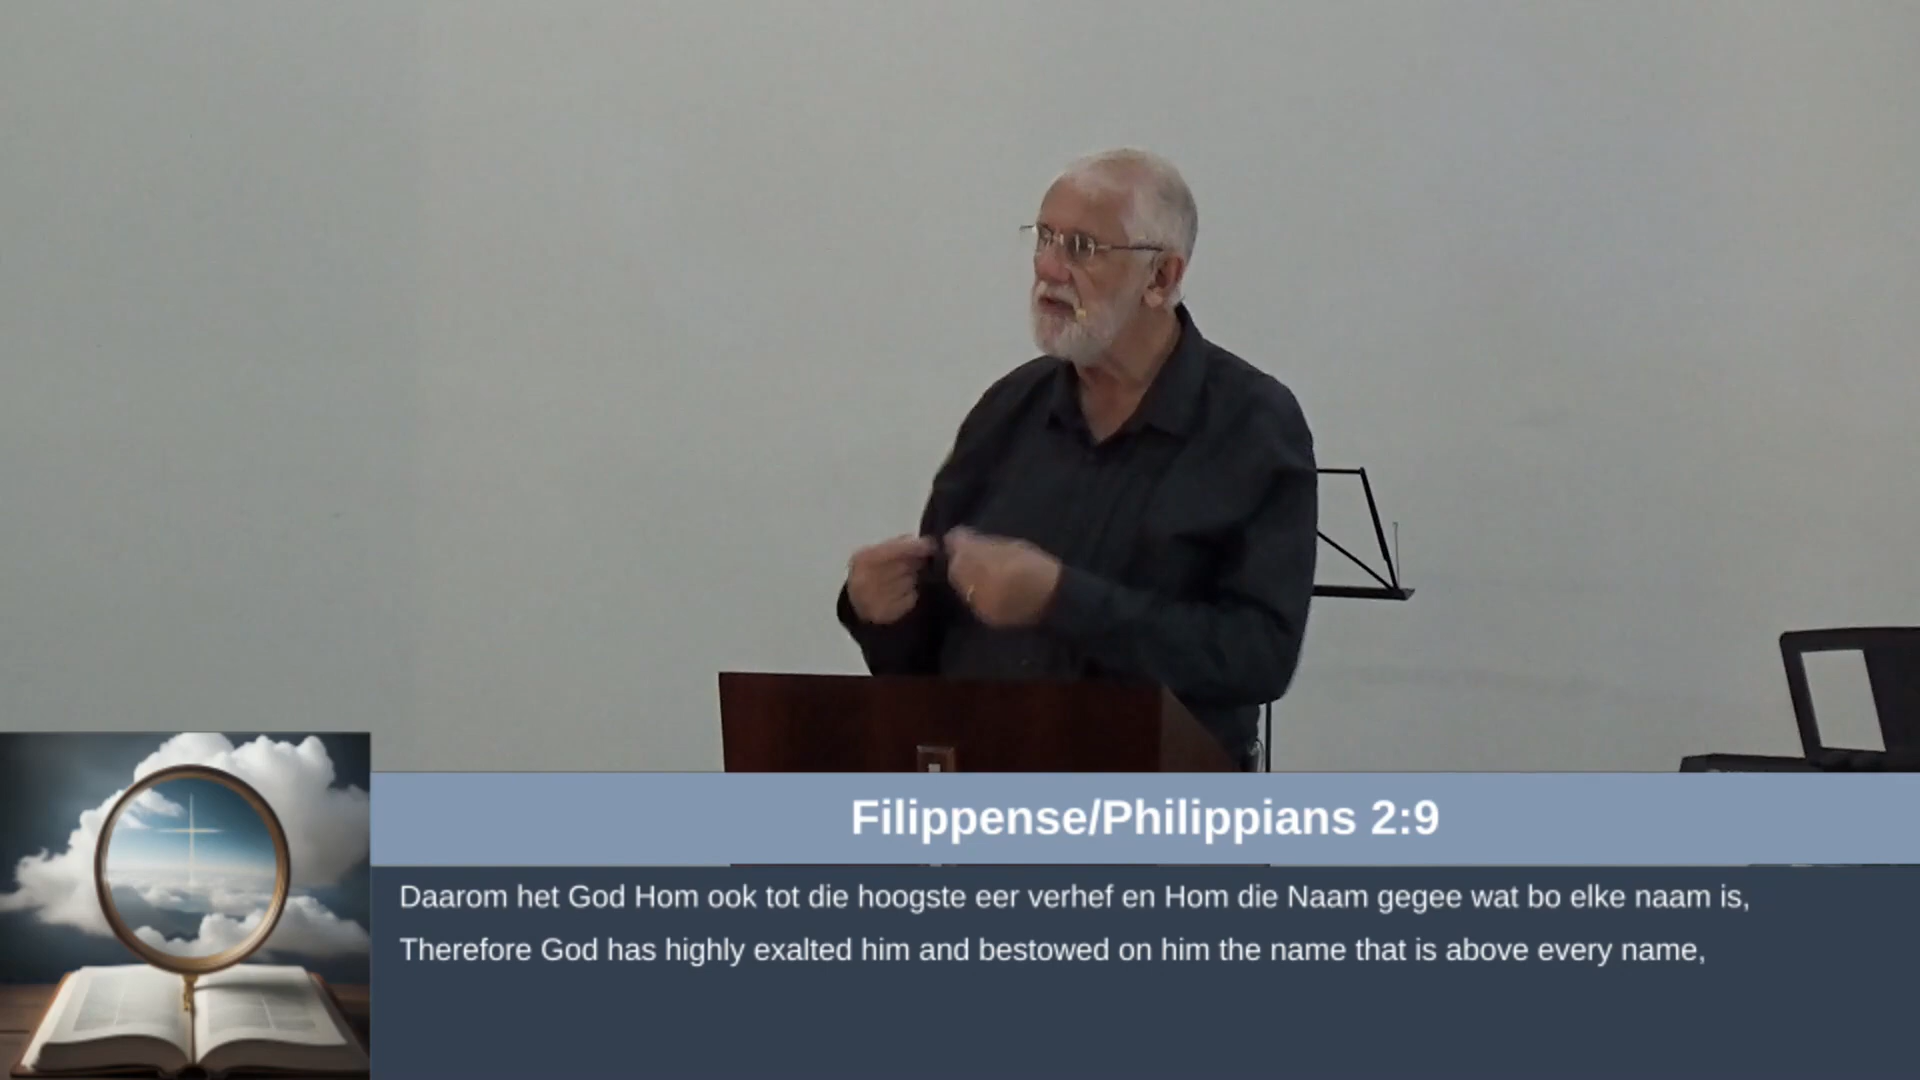 Filippense/Philippians 2:9
Daarom het God Hom ook tot die hoogste eer verhef en Hom die Naam gegee wat bo elke naam is,
Therefore God has highly exalted him and bestowed on him the name that is above every name,